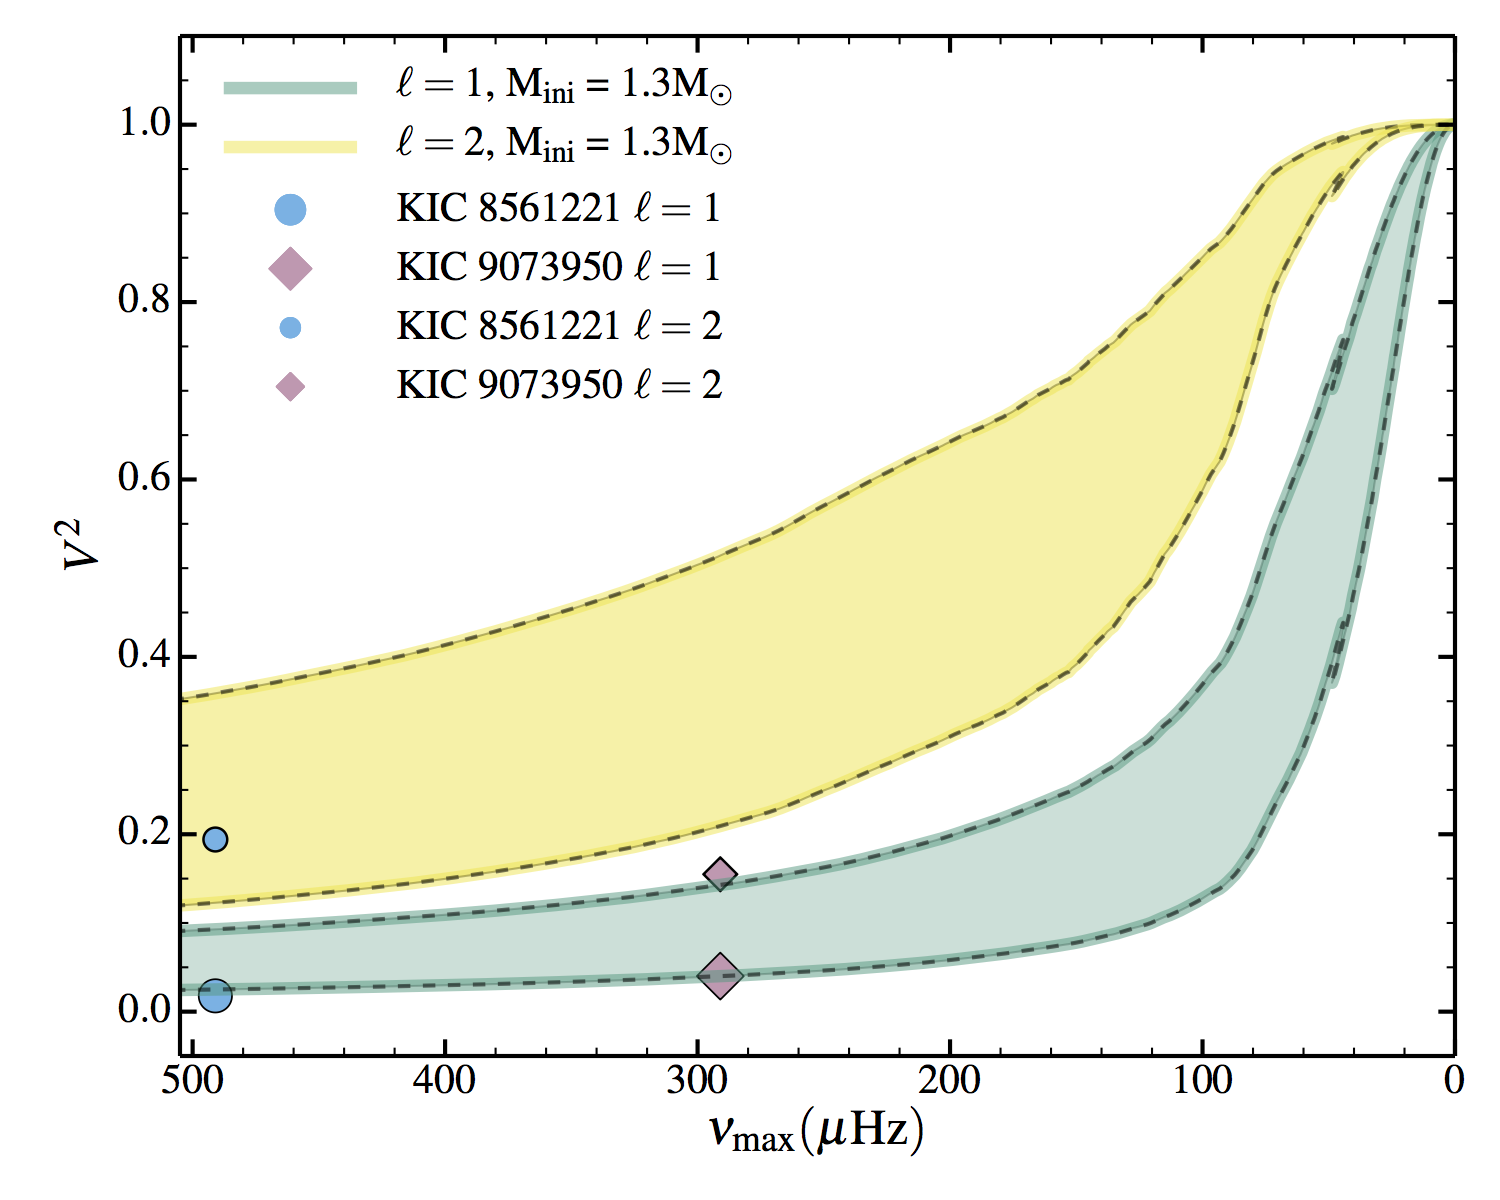 ℓ = 1, M_ini = 1.3M_⊙
ℓ = 2, M_ini = 1.3M_⊙
KIC 8561221 ℓ = 1
KIC 9073950 ℓ = 1
KIC 8561221 ℓ = 2
KIC 9073950 ℓ = 2
1.0
0.8
0.6
0.4
0.2
0.0
V²
500 400 300 200 100 0
ν_max(μHz)